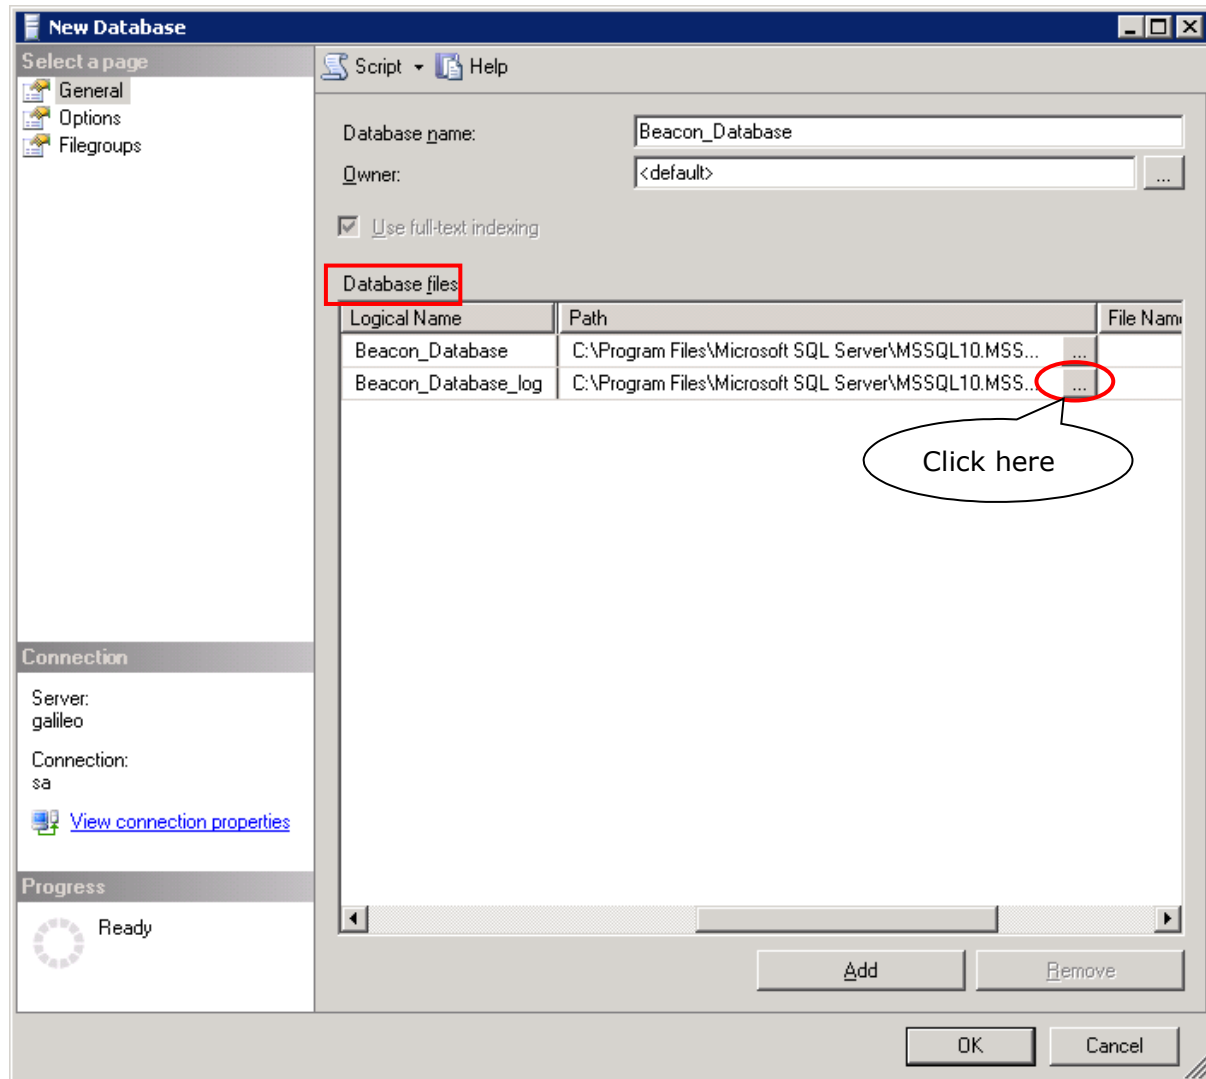 New Database
Select a page
General
Options
Filegroups
Script Help
Database name: Beacon_Database
Owner: <default> ...
Use full-text indexing
Database files
Logical Name Path File Nam
Beacon_Database C:\Program Files\Microsoft SQL Server\MSSQL10.MSS... ...
Beacon_Database_log C:\Program Files\Microsoft SQL Server\MSSQL10.MSS... ...
Click here
Connection
Server:
galileo
Connection:
sa
View connection properties
Progress
Ready
Add Remove
OK Cancel